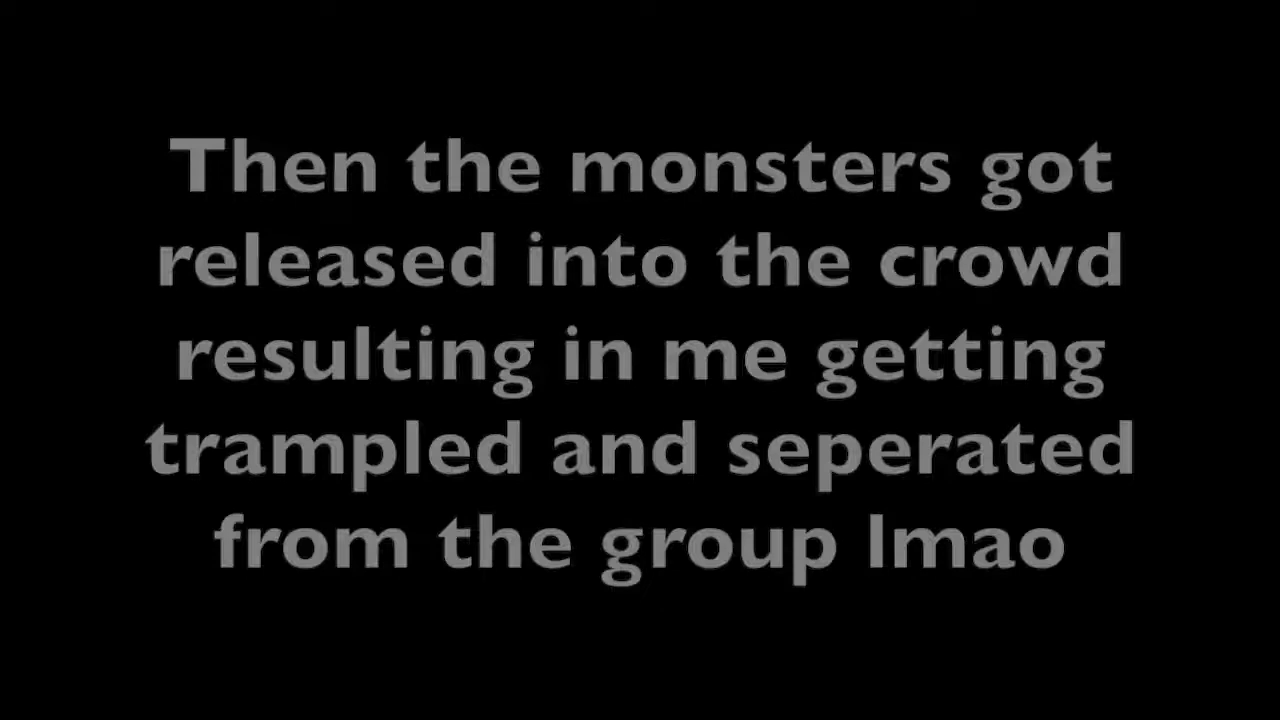 Then the monsters got
released into the crowd
resulting in me getting
trampled and seperated
from the group lmao